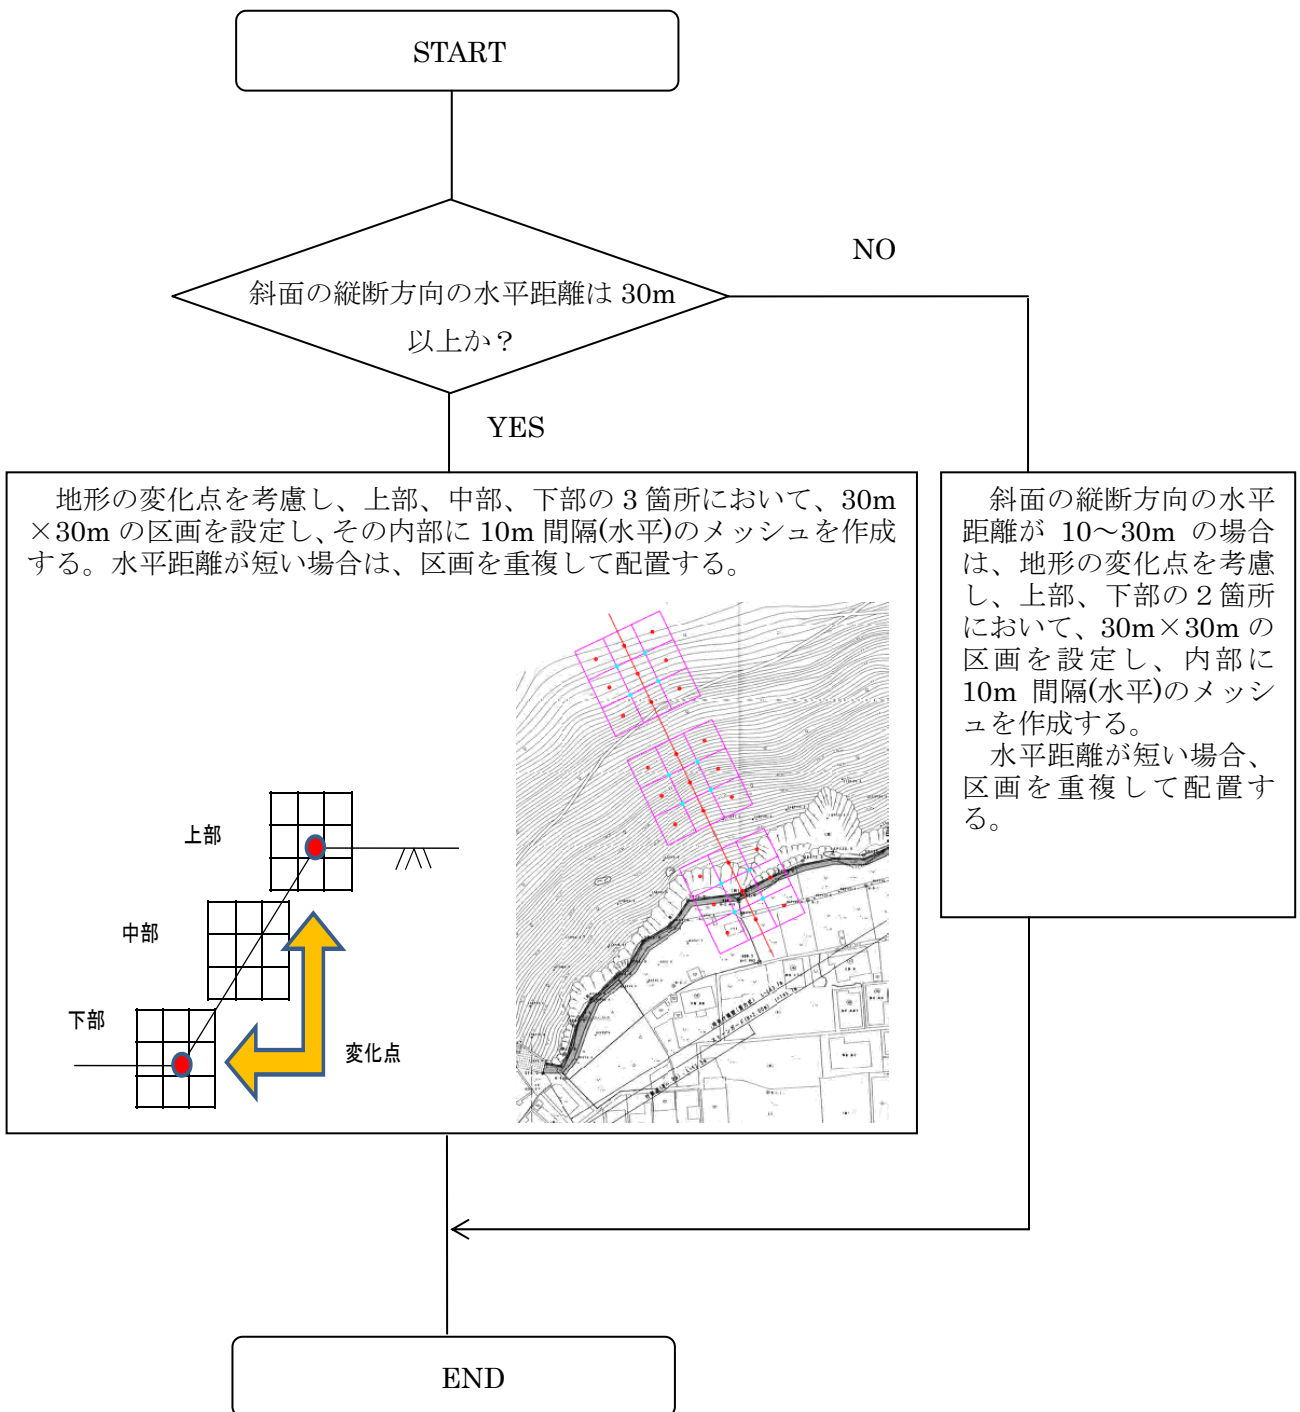 START
NO
斜面の縦断方向の水平距離は 30m
以上か？
YES
地形の変化点を考慮し、上部、中部、下部の 3 箇所において、30m
×30m の区画を設定し、その内部に 10m 間隔(水平)のメッシュを作成
する。水平距離が短い場合は、区画を重複して配置する。
上部
中部
下部
変化点
斜面の縦断方向の水平
距離が 10～30m の場合
は、地形の変化点を考慮
し、上部、下部の２箇所
において、30m×30m の
区画を設定し、内部に
10m 間隔(水平)のメッシ
ュを作成する。
水平距離が短い場合、
区画を重複して配置す
る。
END